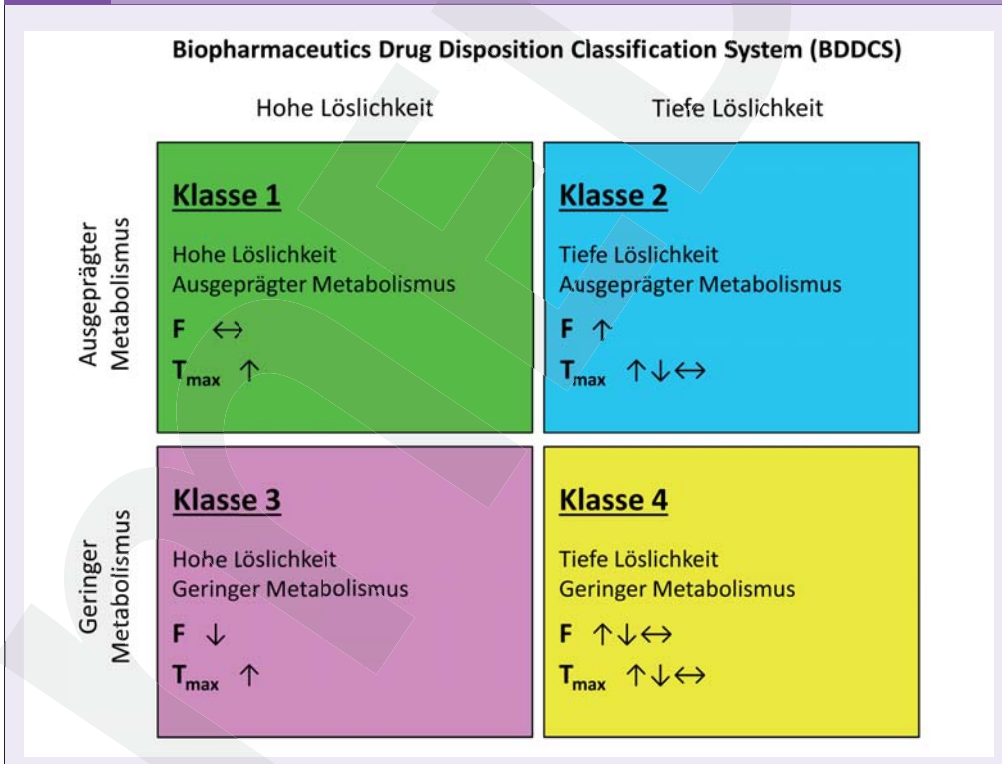 Biopharmaceutics Drug Disposition Classification System (BDDCS)
Hohe Löslichkeit
Tiefe Löslichkeit
Ausgeprägter
Metabolismus
Klasse 1
Hohe Löslichkeit
Ausgeprägter Metabolismus
F ↔
Tmax ↑
Klasse 2
Tiefe Löslichkeit
Ausgeprägter Metabolismus
F ↑
Tmax ↑↓↔
Geringer
Metabolismus
Klasse 3
Hohe Löslichkeit
Geringer Metabolismus
F ↓
Tmax ↑
Klasse 4
Tiefe Löslichkeit
Geringer Metabolismus
F ↑↓↔
Tmax ↑↓↔